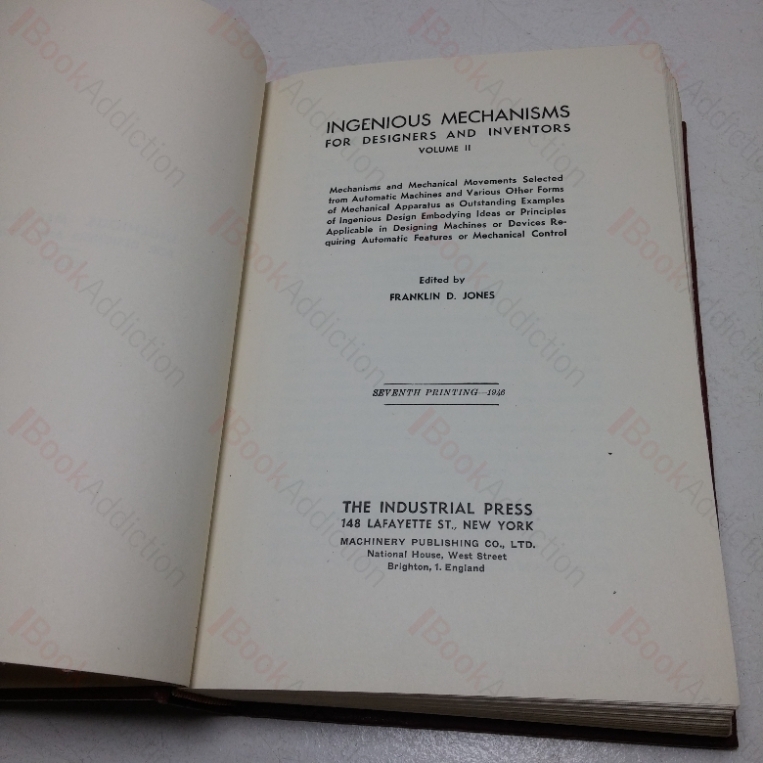 INGENIOUS MECHANISMS
FOR DESIGNERS AND INVENTORS
VOLUME II
Mechanisms and Mechanical Movements Selected
from Automatic Machines and Various Other Forms
of Mechanical Apparatus as Outstanding Examples
of Ingenious Design Embodying Ideas or Principles
Applicable in Designing Machines or Devices Re-
quiring Automatic Features or Mechanical Control
Edited by
FRANKLIN D. JONES
SEVENTH PRINTING—1946
THE INDUSTRIAL PRESS
148 LAFAYETTE ST., NEW YORK
MACHINERY PUBLISHING CO., LTD.
National House, West Street
Brighton, 1. England
BookAddiction